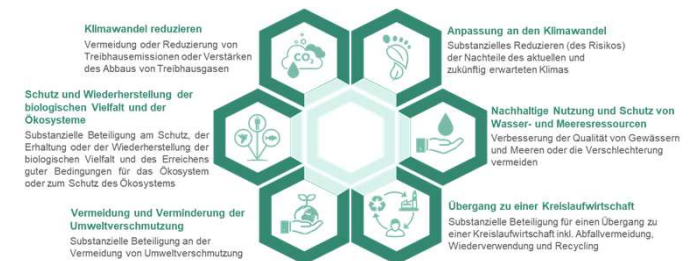 Klimawandel reduzieren
Vermeidung oder Reduzierung von
Treibhausemissionen oder Verstärken
des Abbaus von Treibhausgasen
Schutz und Wiederherstellung der
biologischen Vielfalt und der
Ökosysteme
Substanzielle Beteiligung am Schutz, der
Erhaltung oder der Wiederherstellung der
biologischen Vielfalt und des Erreichens
guter Bedingungen für das Ökosystem
oder zum Schutz des Ökosystems
Vermeidung und Verminderung der
Umweltverschmutzung
Substanzielle Beteiligung an der
Vermeidung von Umweltverschmutzung
CO₂
Anpassung an den Klimawandel
Substanzielles Reduzieren (des Risikos)
der Nachteile des aktuellen und
zukünftig erwarteten Klimas
Nachhaltige Nutzung und Schutz von
Wasser- und Meeresressourcen
Verbesserung der Qualität von Gewässern
und Meeren oder die Verschlechterung
vermeiden
Übergang zu einer Kreislaufwirtschaft
Substanzielle Beteiligung für einen Übergang zu
einer Kreislaufwirtschaft inkl. Abfallvermeidung,
Wiederverwendung und Recycling